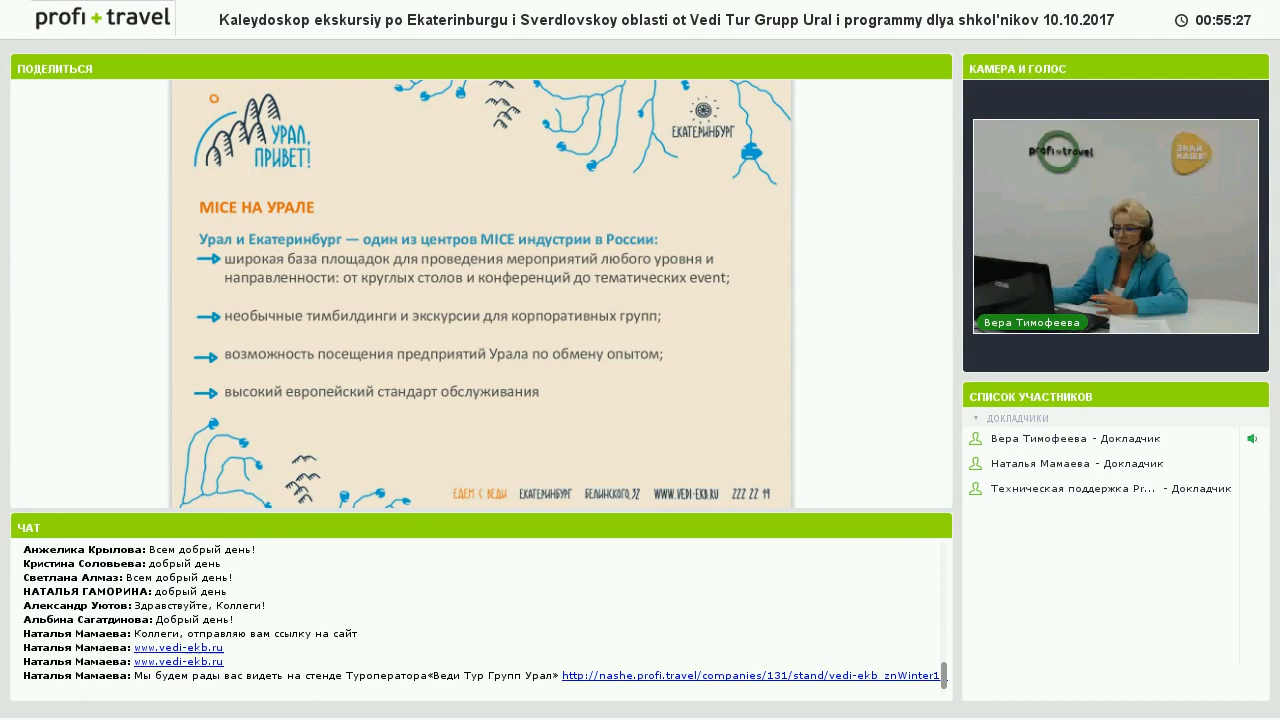 profi + travel
Kaleydoskop ekskursiy po Ekaterinburgu i Sverdlovskoy oblasti ot Vedi Tur Grupp Ural i programmy dlya shkol'nikov 10.10.2017
00:55:27
ПОДЕЛИТЬСЯ
УРАЛ,
ПРИВЕТ!
ЕКАТЕРИНБУРГ
MICE НА УРАЛЕ
Урал и Екатеринбург — один из центров MICE индустрии в России:
широкая база площадок для проведения мероприятий любого уровня и
направленности: от круглых столов и конференций до тематических event;
необычные тимбилдинги и экскурсии для корпоративных групп;
возможность посещения предприятий Урала по обмену опытом;
высокий европейский стандарт обслуживания
ЕДЕМ С ВЕДИ ЕКАТЕРИНБУРГ БЕЛИНСКОГО,32 WWW.VEDI-EKB.RU 222 22 99
КАМЕРА И ГОЛОС
profi travel
ЗНАЙ
НАШЕ!
Вера Тимофеева
СПИСОК УЧАСТНИКОВ
ДОКЛАДЧИКИ
Вера Тимофеева - Докладчик
Наталья Мамаева - Докладчик
Техническая поддержка Pr... - Докладчик
ЧАТ
Анжелика Крылова: Всем добрый день!
Кристина Соловьева: добрый день
Светлана Алмаз: Всем добрый день!
НАТАЛЬЯ ГАМОРИНА: добрый день
Александр Уютов: Здравствуйте, Коллеги!
Альбина Сагатдинова: Добрый день!
Наталья Мамаева: Коллеги, отправляю вам ссылку на сайт
Наталья Мамаева: www.vedi-ekb.ru
Наталья Мамаева: www.vedi-ekb.ru
Наталья Мамаева: Мы будем рады вас видеть на стенде Туроператора«Веди Тур Групп Урал» http://nashe.profi.travel/companies/131/stand/vedi-ekb_znWinter1